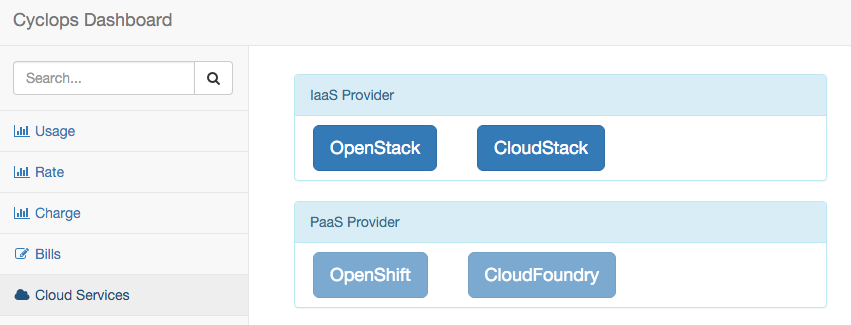 Cyclops Dashboard
Search...
Usage
Rate
Charge
Bills
Cloud Services
IaaS Provider
OpenStack CloudStack
PaaS Provider
OpenShift CloudFoundry